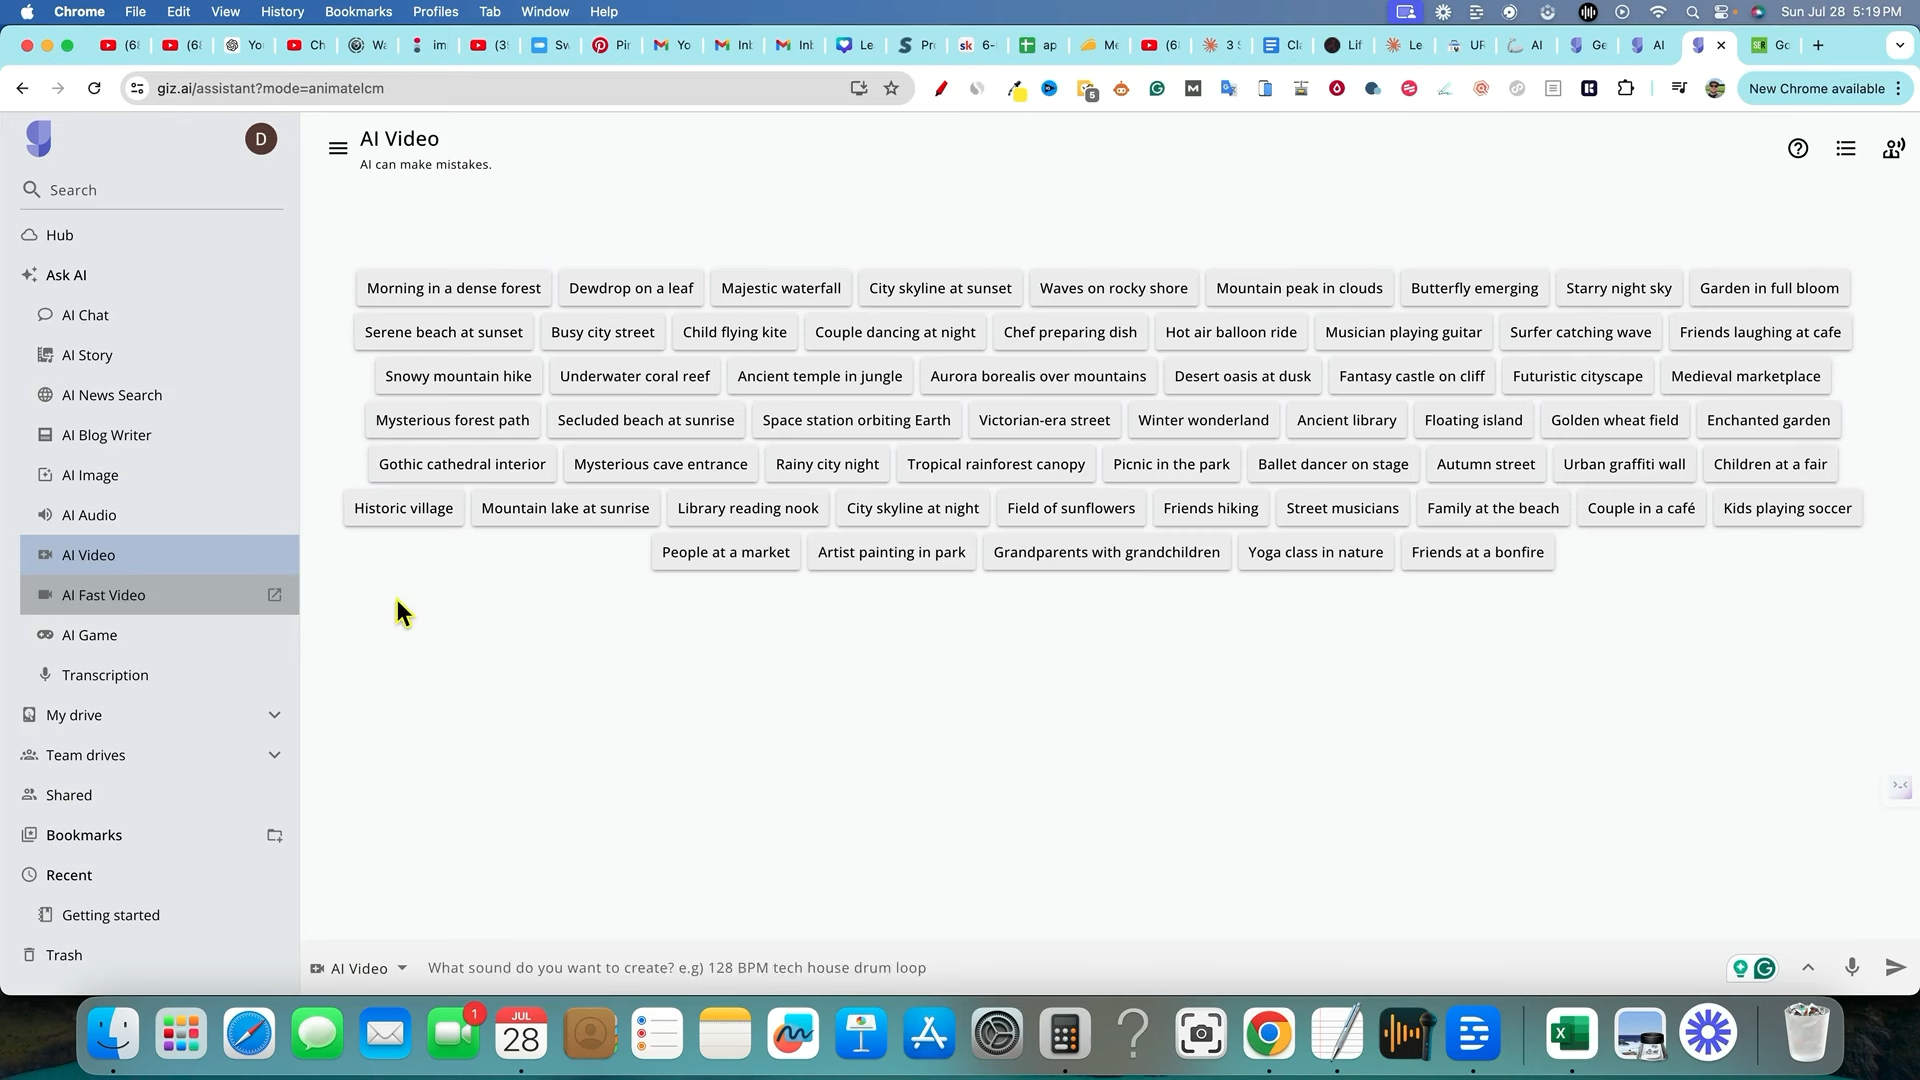 Chrome File Edit View History Bookmarks Profiles Tab Window Help Sun Jul 28 5:19 PM
giz.ai/assistant?mode=animatelcm 5 New Chrome available
D
Search
Hub
Ask AI
AI Chat
AI Story
AI News Search
AI Blog Writer
AI Image
AI Audio
AI Video
AI Fast Video
AI Game
Transcription
My drive
Team drives
Shared
Bookmarks
Recent
Getting started
Trash
AI Video
AI can make mistakes.
Morning in a dense forest Dewdrop on a leaf Majestic waterfall City skyline at sunset Waves on rocky shore Mountain peak in clouds Butterfly emerging Starry night sky Garden in full bloom
Serene beach at sunset Busy city street Child flying kite Couple dancing at night Chef preparing dish Hot air balloon ride Musician playing guitar Surfer catching wave Friends laughing at cafe
Snowy mountain hike Underwater coral reef Ancient temple in jungle Aurora borealis over mountains Desert oasis at dusk Fantasy castle on cliff Futuristic cityscape Medieval marketplace
Mysterious forest path Secluded beach at sunrise Space station orbiting Earth Victorian-era street Winter wonderland Ancient library Floating island Golden wheat field Enchanted garden
Gothic cathedral interior Mysterious cave entrance Rainy city night Tropical rainforest canopy Picnic in the park Ballet dancer on stage Autumn street Urban graffiti wall Children at a fair
Historic village Mountain lake at sunrise Library reading nook City skyline at night Field of sunflowers Friends hiking Street musicians Family at the beach Couple in a café Kids playing soccer
People at a market Artist painting in park Grandparents with grandchildren Yoga class in nature Friends at a bonfire
AI Video What sound do you want to create? e.g) 128 BPM tech house drum loop
1
JUL
28